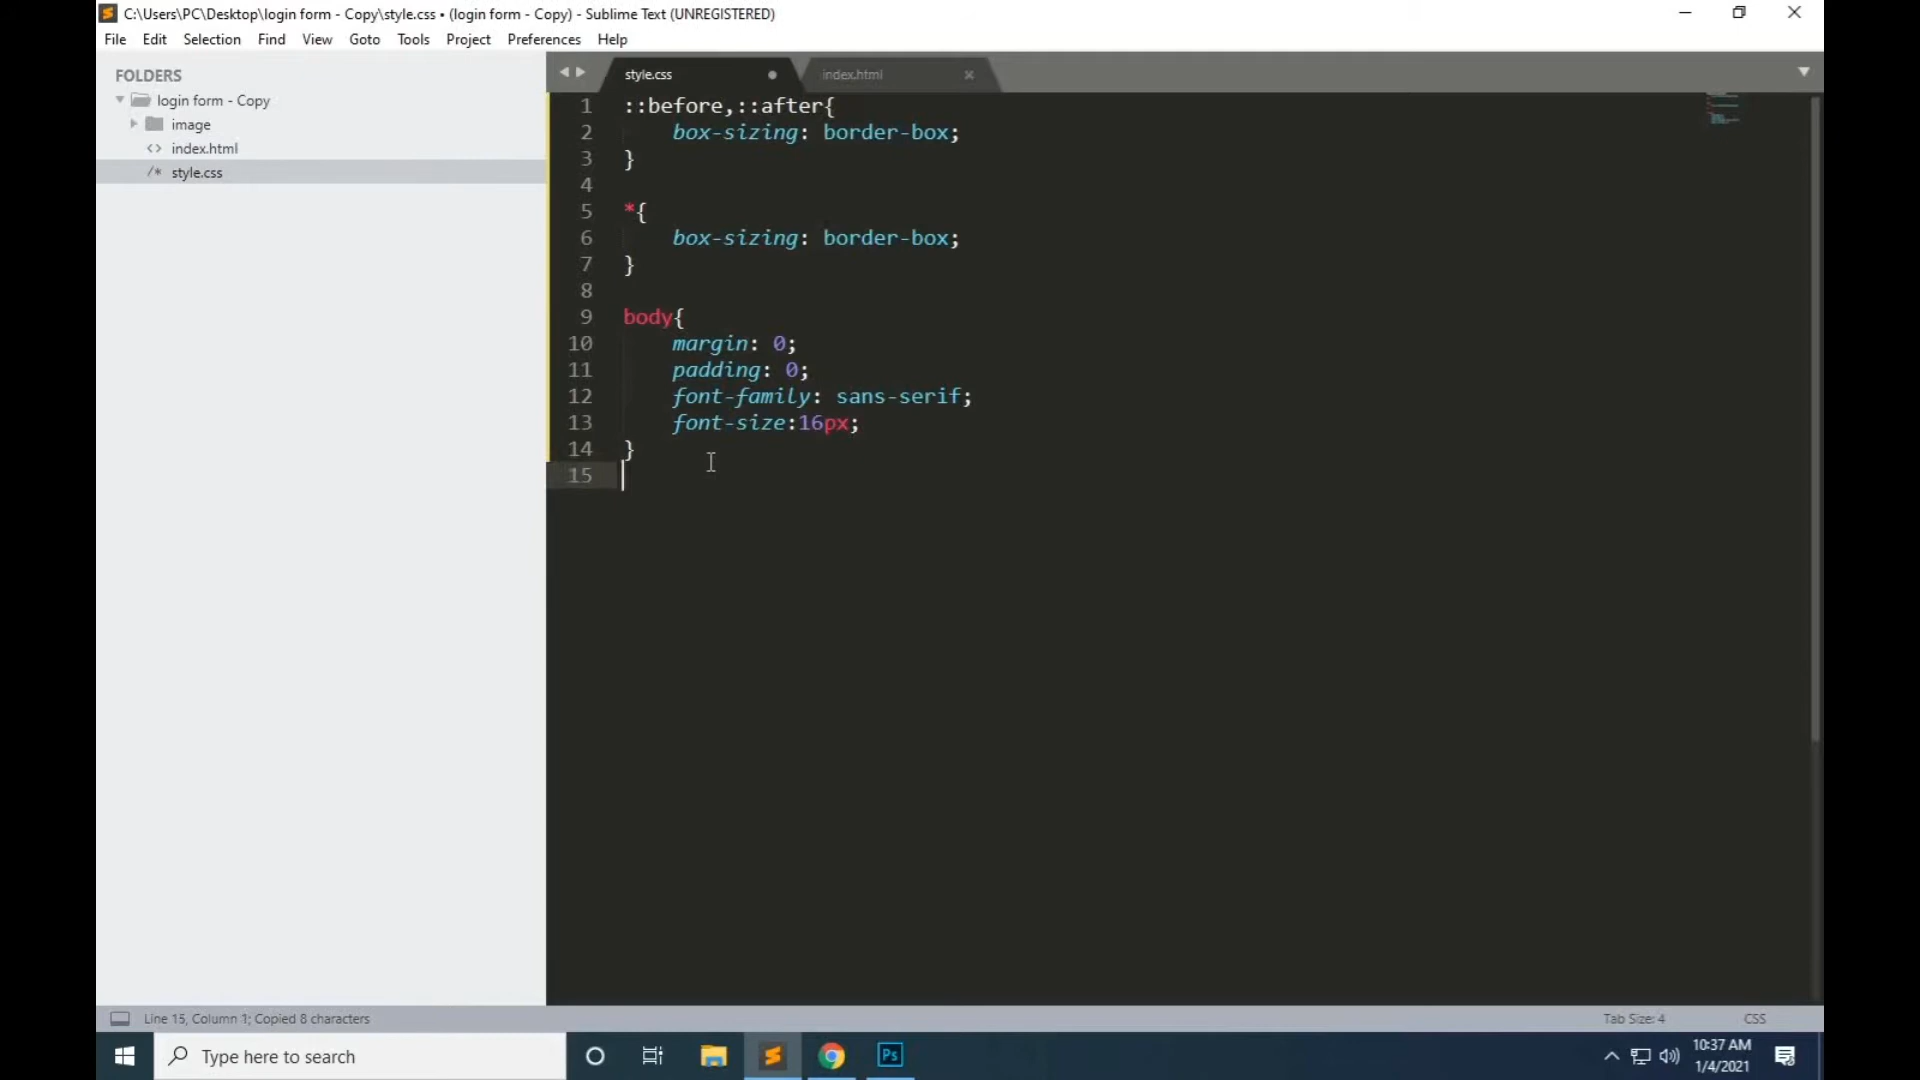 C:\Users\PC\Desktop\login form - Copy\style.css • (login form - Copy) - Sublime Text (UNREGISTERED)
File Edit Selection Find View Goto Tools Project Preferences Help
FOLDERS
login form - Copy
image
index.html
style.css
style.css
index.html
1 ::before,::after{
2 box-sizing: border-box;
3 }
4
5 *{
6 box-sizing: border-box;
7 }
8
9 body{
10 margin: 0;
11 padding: 0;
12 font-family: sans-serif;
13 font-size:16px;
14 }
15
Line 15, Column 1; Copied 8 characters
Tab Size: 4
CSS
Type here to search
Ps
10:37 AM
1/4/2021